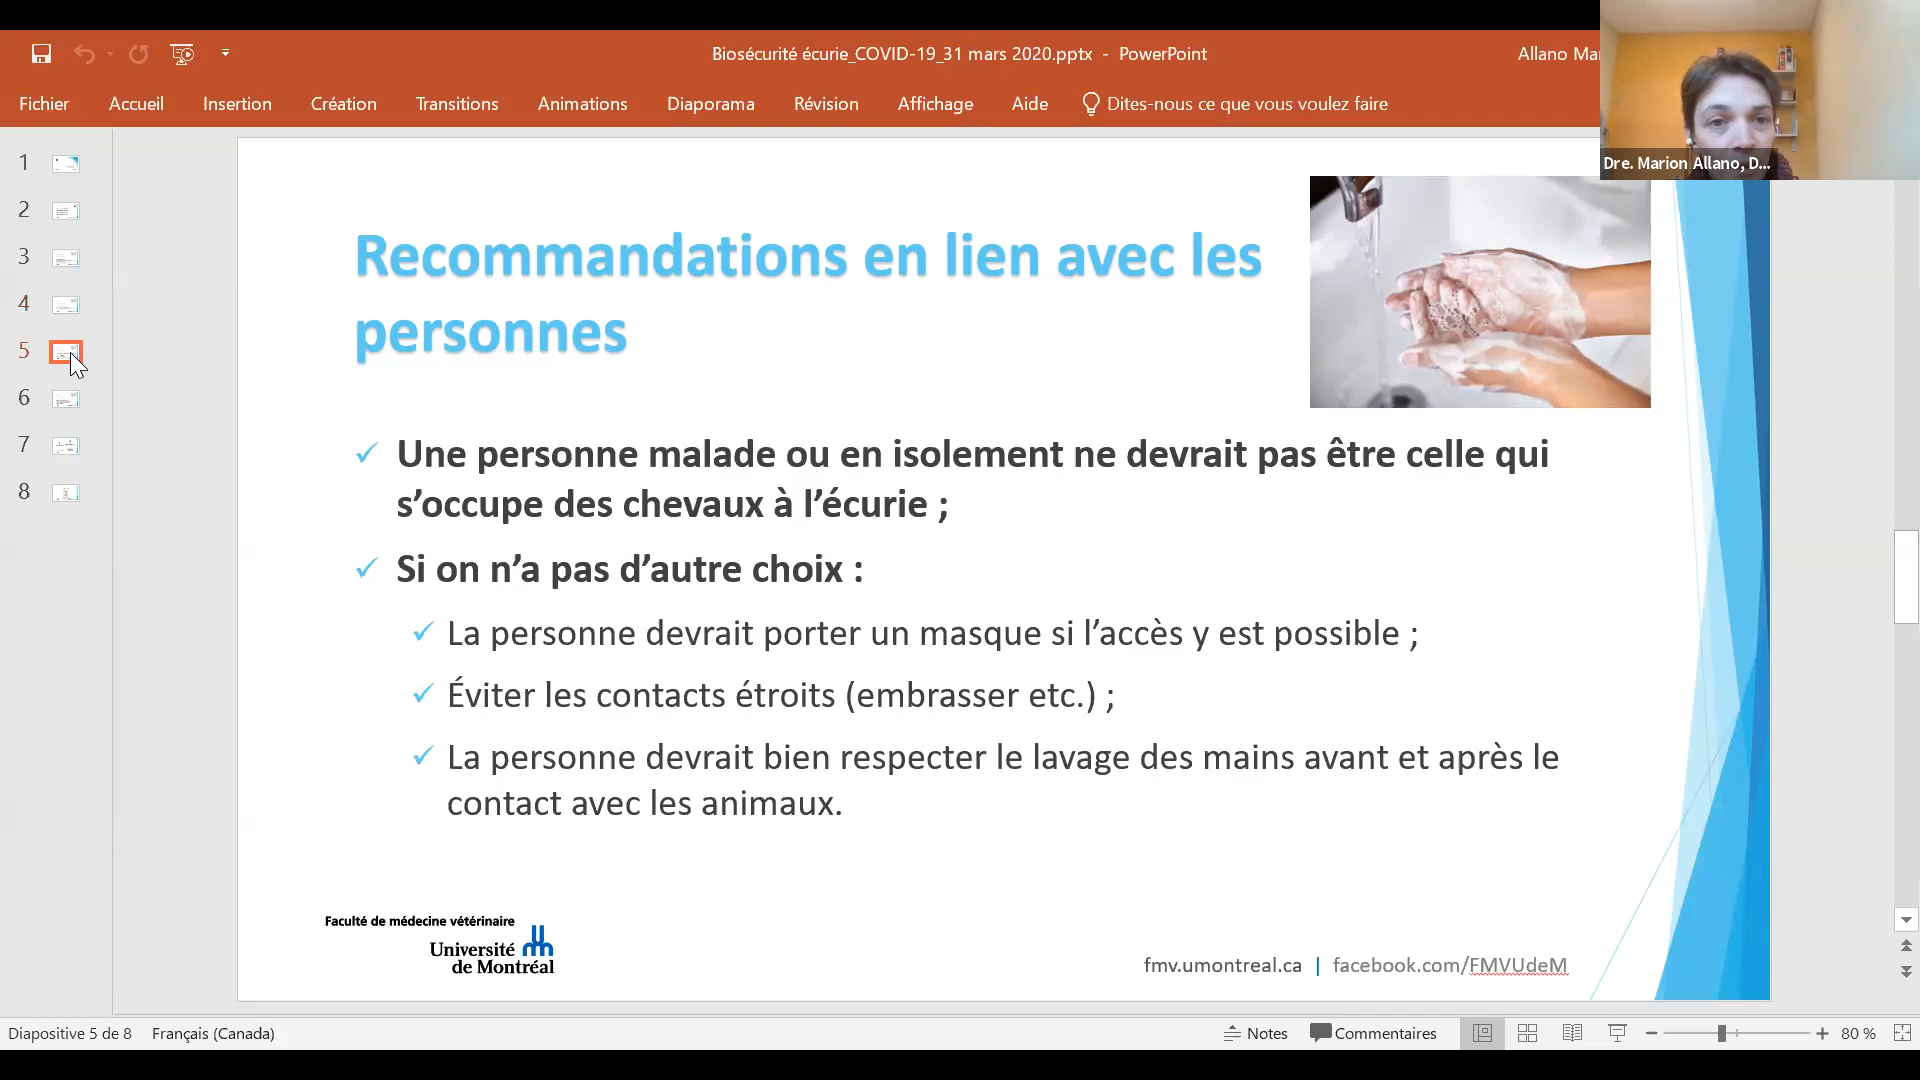 Biosécurité écurie_COVID-19_31 mars 2020.pptx - PowerPoint
Allano Mar
Fichier Accueil Insertion Création Transitions Animations Diaporama Révision Affichage Aide Dites-nous ce que vous voulez faire
Dre. Marion Allano, D...
1
2
3
4
5
6
7
8
Recommandations en lien avec les
personnes
Une personne malade ou en isolement ne devrait pas être celle qui
s’occupe des chevaux à l’écurie ;
Si on n’a pas d’autre choix :
La personne devrait porter un masque si l’accès y est possible ;
Éviter les contacts étroits (embrasser etc.) ;
La personne devrait bien respecter le lavage des mains avant et après le
contact avec les animaux.
Faculté de médecine vétérinaire
Université
de Montréal
fmv.umontreal.ca | facebook.com/FMVUdeM
Diapositive 5 de 8 Français (Canada) Notes Commentaires 80 %